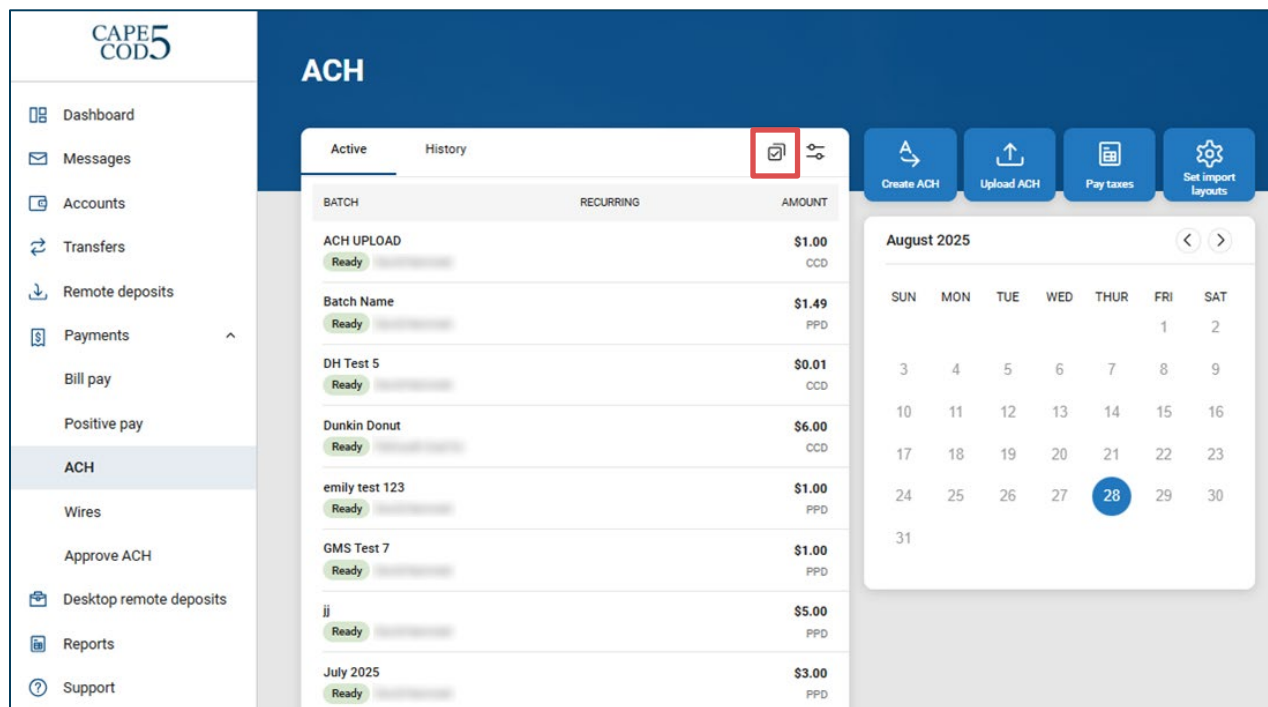 CAPE 5
COD
Dashboard
Messages
Accounts
Transfers
Remote deposits
Payments
Bill pay
Positive pay
ACH
Wires
Approve ACH
Desktop remote deposits
Reports
Support
ACH
Active History
BATCH RECURRING AMOUNT
ACH UPLOAD $1.00
Ready CCD
Batch Name $1.49
Ready PPD
DH Test 5 $0.01
Ready CCD
Dunkin Donut $6.00
Ready CCD
emily test 123 $1.00
Ready PPD
GMS Test 7 $1.00
Ready PPD
jj $5.00
Ready PPD
July 2025 $3.00
Ready PPD
Create ACH
Upload ACH
Pay taxes
Set import
layouts
August 2025
SUN MON TUE WED THUR FRI SAT
1 2
3 4 5 6 7 8 9
10 11 12 13 14 15 16
17 18 19 20 21 22 23
24 25 26 27 28 29 30
31